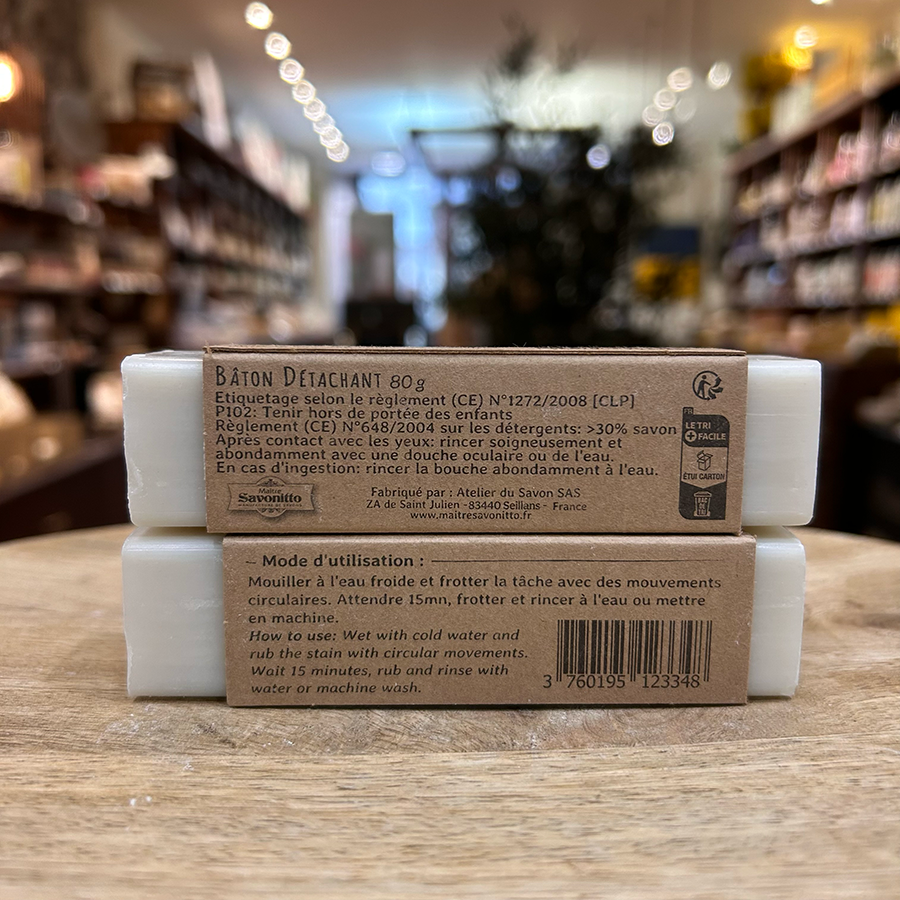 BÂTON DÉTACHANT 80g
Etiquetage selon le règlement (CE) N°1272/2008 [CLP]
P102: Tenir hors de portée des enfants
Règlement (CE) N°648/2004 sur les détergents: >30% savon
Après contact avec les yeux: rincer soigneusement et
abondamment avec une douche oculaire ou de l'eau.
En cas d'ingestion: rincer la bouche abondamment à l'eau.
Maître
Savonitto
Fabriqué par : Atelier du Savon SAS
ZA de Saint Julien -83440 Seillans - France
www.maitresavonitto.fr
FR
LE TRI
+ FACILE
ÉTUI CARTON
BAC
DE TRI
Mode d'utilisation :
Mouiller à l'eau froide et frotter la tâche avec des mouvements
circulaires. Attendre 15mn, frotter et rincer à l'eau ou mettre
en machine.
How to use: Wet with cold water and
rub the stain with circular movements.
Wait 15 minutes, rub and rinse with
water or machine wash.
3 760195 123348